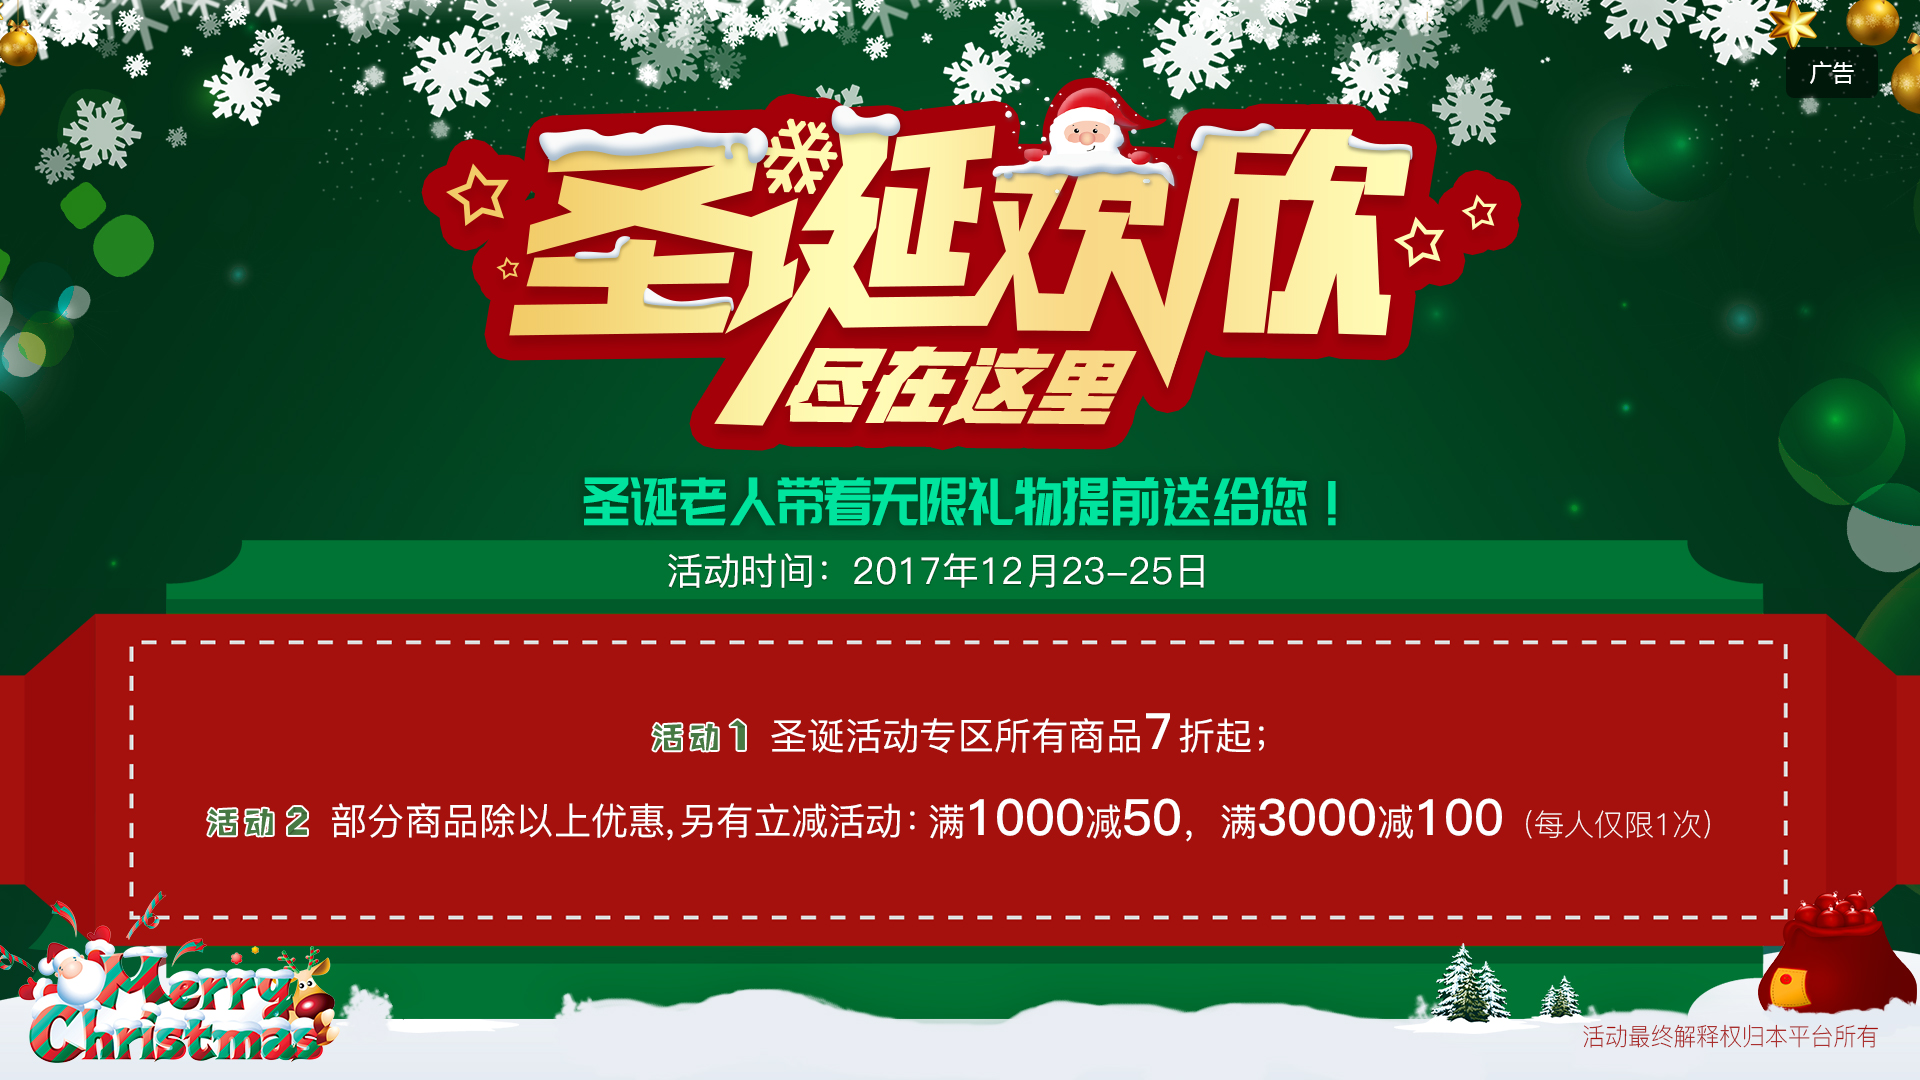 广告
圣诞欢欣
尽在这里
圣诞老人带着无限礼物提前送给您！
活动时间：2017年12月23-25日
活动1 圣诞活动专区所有商品7折起；
活动2 部分商品除以上优惠,另有立减活动：满1000减50，满3000减100（每人仅限1次）
Merry
Christmas
活动最终解释权归本平台所有